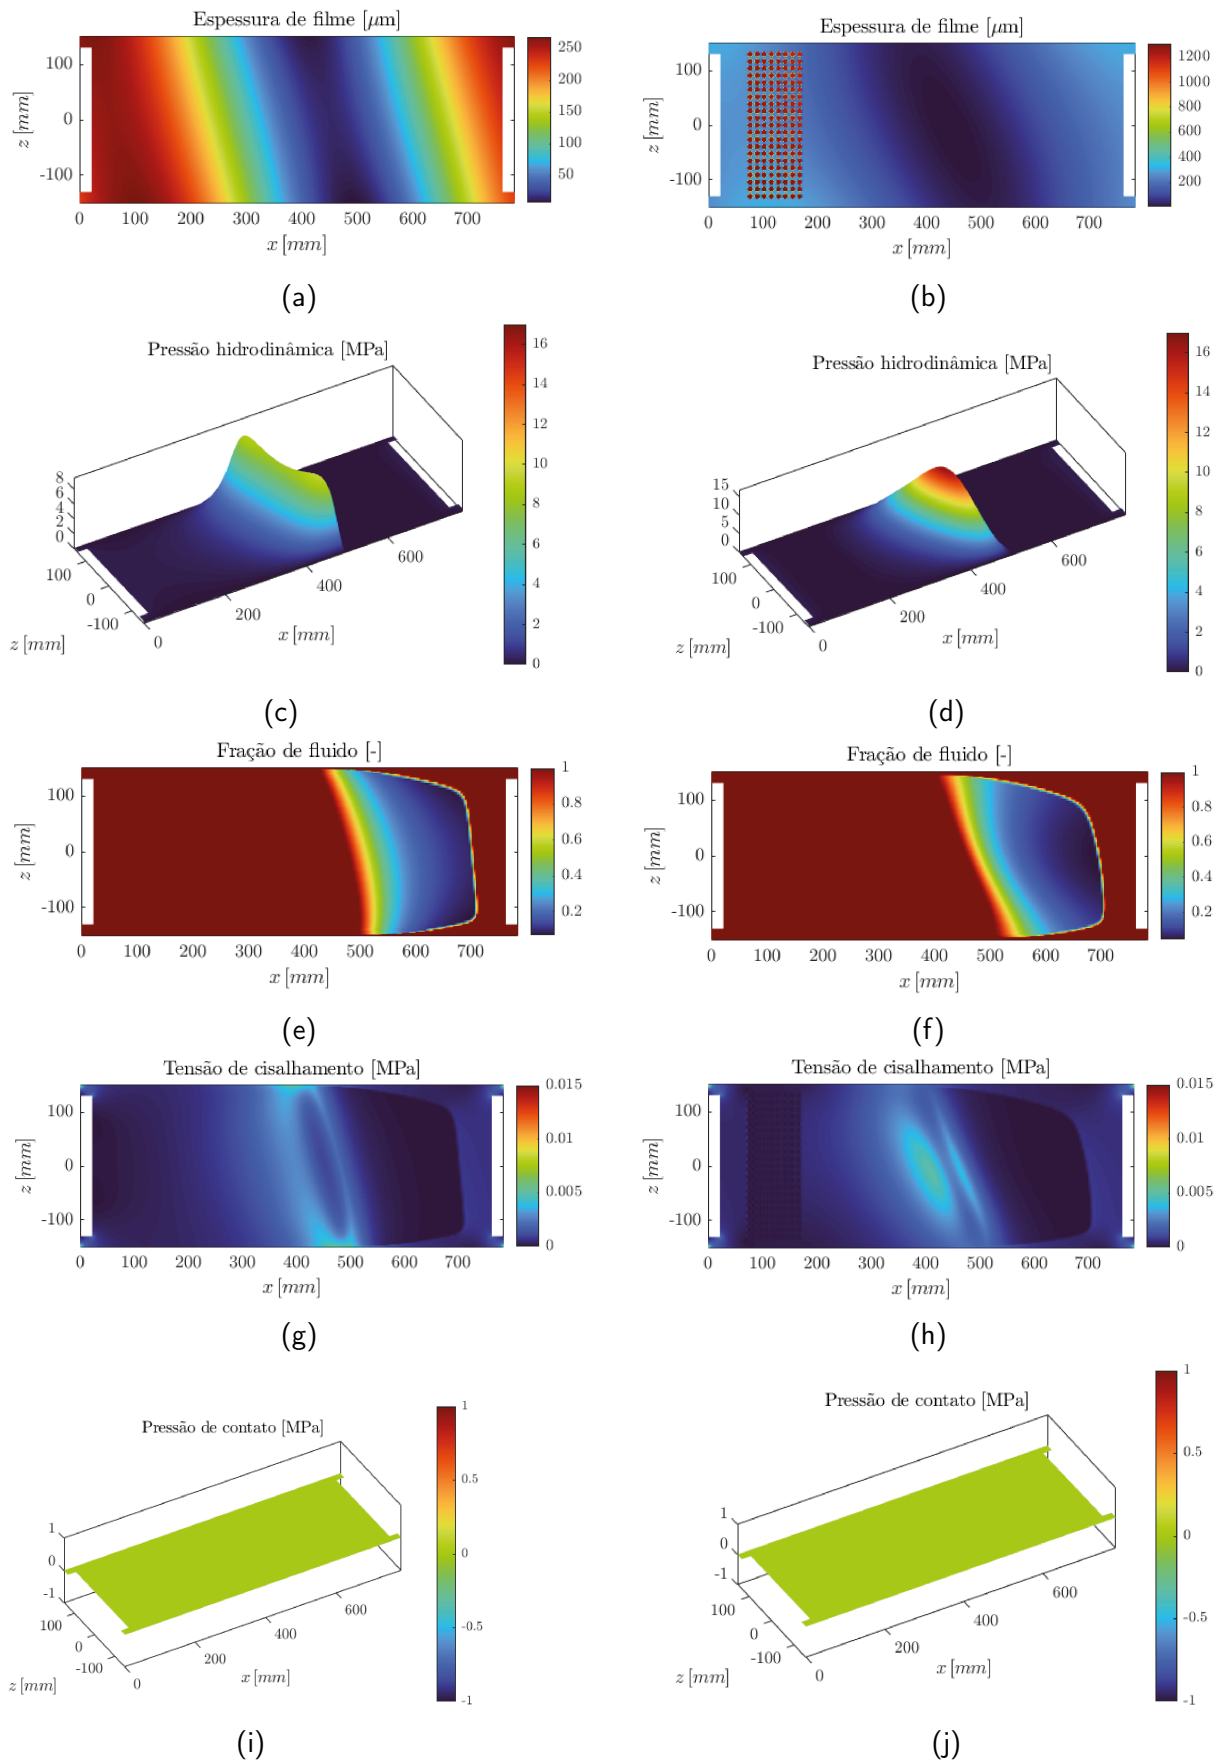 Espessura de filme [μm]
z [mm]
100
0
-100
0 100 200 300 400 500 600 700
x [mm]
250
200
150
100
50
(a)
Espessura de filme [μm]
z [mm]
100
0
-100
0 100 200 300 400 500 600 700
x [mm]
1200
1000
800
600
400
200
(b)
Pressão hidrodinâmica [MPa]
8
6
4
2
0
100
0
-100
z [mm]
0
200
400
600
x [mm]
16
14
12
10
8
6
4
2
0
(c)
Pressão hidrodinâmica [MPa]
15
10
5
0
100
0
-100
z [mm]
0
200
400
600
x [mm]
16
14
12
10
8
6
4
2
0
(d)
Fração de fluido [-]
z [mm]
100
0
-100
0 100 200 300 400 500 600 700
x [mm]
1
0.8
0.6
0.4
0.2
(e)
Fração de fluido [-]
z [mm]
100
0
-100
0 100 200 300 400 500 600 700
x [mm]
1
0.8
0.6
0.4
0.2
(f)
Tensão de cisalhamento [MPa]
z [mm]
100
0
-100
0 100 200 300 400 500 600 700
x [mm]
0.015
0.01
0.005
0
(g)
Tensão de cisalhamento [MPa]
z [mm]
100
0
-100
0 100 200 300 400 500 600 700
x [mm]
0.015
0.01
0.005
0
(h)
Pressão de contato [MPa]
1
0
-1
100
0
-100
z [mm]
0
200
400
600
x [mm]
1
0.5
0
-0.5
-1
(i)
Pressão de contato [MPa]
1
0
-1
100
0
-100
z [mm]
0
200
400
600
x [mm]
1
0.5
0
-0.5
-1
(j)